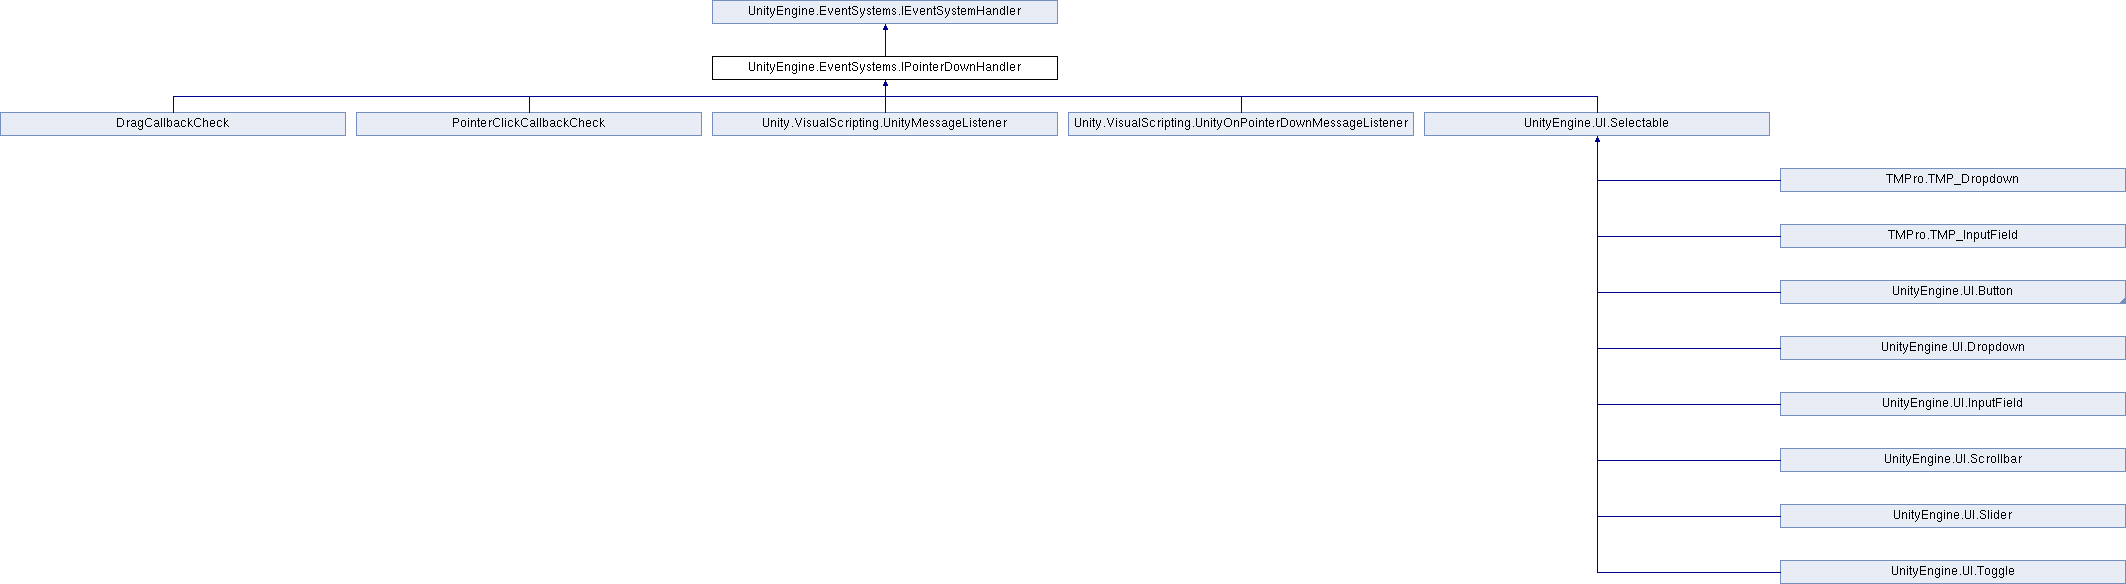 UnityEngine.EventSystems.IEventSystemHandler
UnityEngine.EventSystems.IPointerDownHandler
DragCallbackCheck
PointerClickCallbackCheck
Unity.VisualScripting.UnityMessageListener
Unity.VisualScripting.UnityOnPointerDownMessageListener
UnityEngine.UI.Selectable
TMPro.TMP_Dropdown
TMPro.TMP_InputField
UnityEngine.UI.Button
UnityEngine.UI.Dropdown
UnityEngine.UI.InputField
UnityEngine.UI.Scrollbar
UnityEngine.UI.Slider
UnityEngine.UI.Toggle